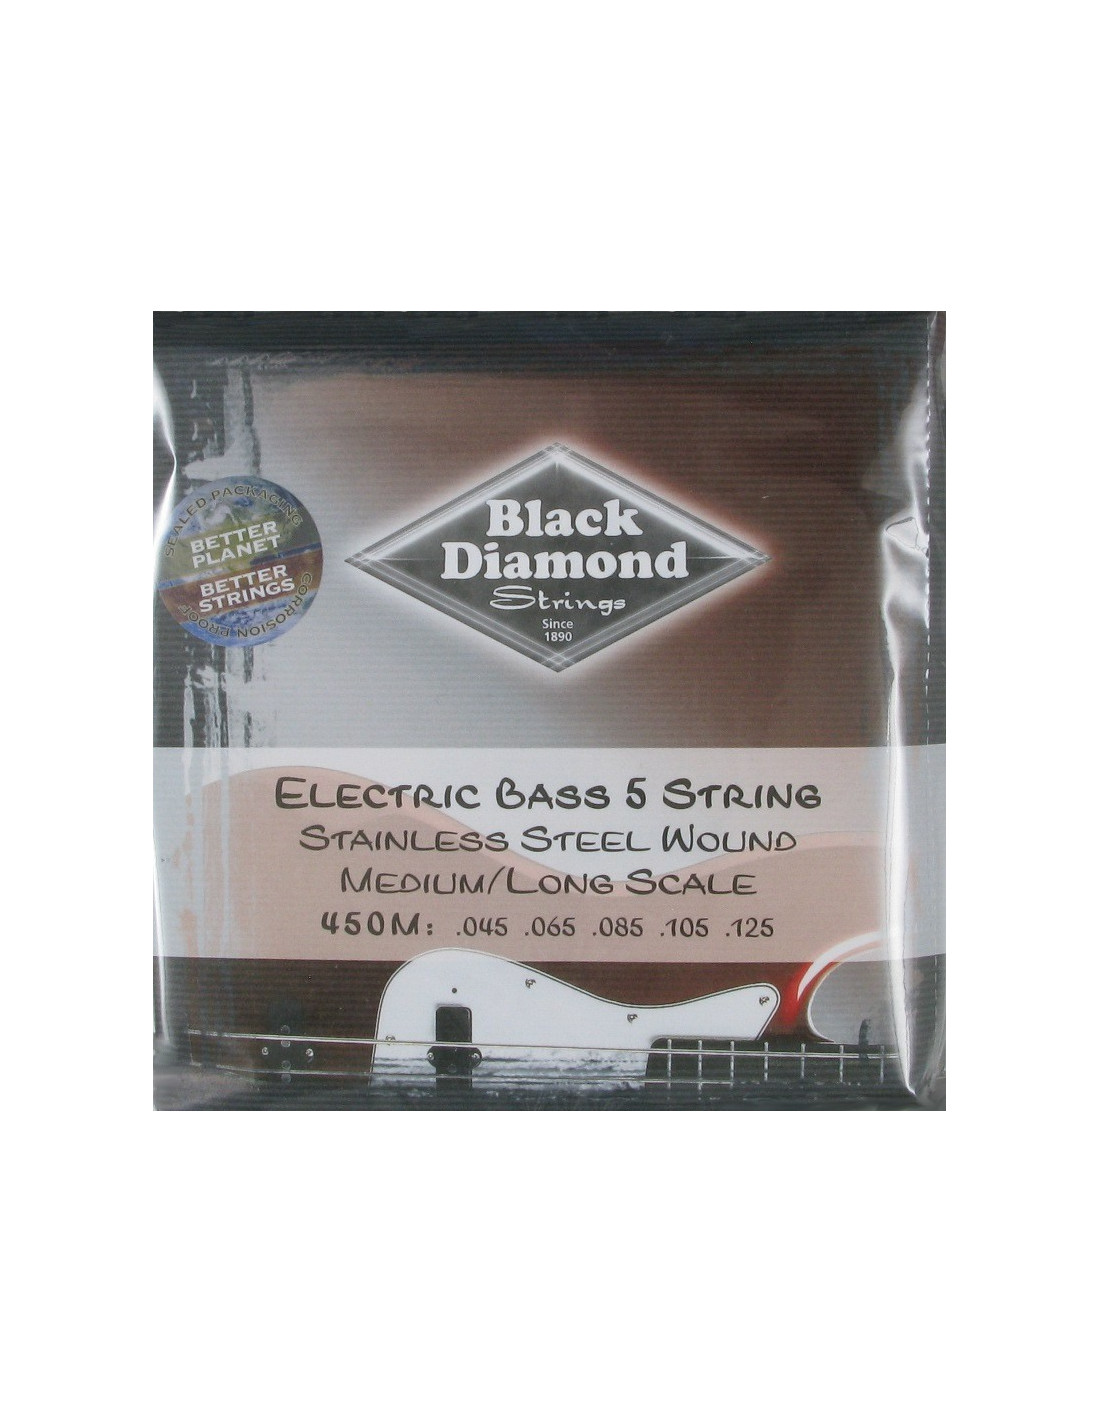 SEALED PACKAGING
BETTER
PLANET
BETTER
STRINGS
CORROSION PROOF
Black
Diamond
Strings
Since
1890
ELECTRIC BASS 5 STRING
STAINLESS STEEL WOUND
MEDIUM/LONG SCALE
450M: .045 .065 .085 .105 .125